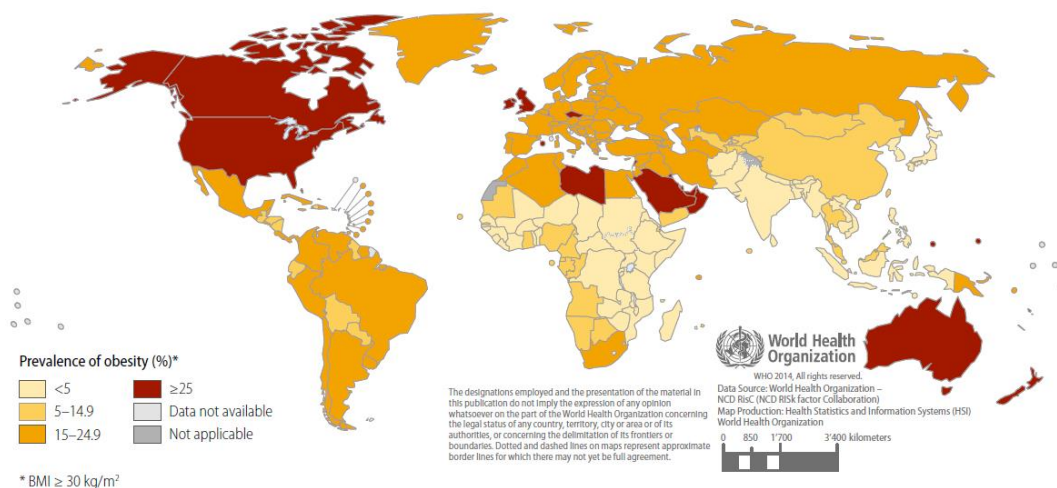 Prevalence of obesity (%)*
<5
5–14.9
15–24.9
≥25
Data not available
Not applicable
* BMI ≥ 30 kg/m²
The designations employed and the presentation of the material in
this publication do not imply the expression of any opinion
whatsoever on the part of the World Health Organization concerning
the legal status of any country, territory, city or area or of its
authorities, or concerning the delimitation of its frontiers or
boundaries. Dotted and dashed lines on maps represent approximate
border lines for which there may not yet be full agreement.
World Health
Organization
WHO 2014, All rights reserved.
Data Source: World Health Organization –
NCD RisC (NCD RISk factor Collaboration)
Map Production: Health Statistics and Information Systems (HSI)
World Health Organization
0 850 1'700 3'400 kilometers